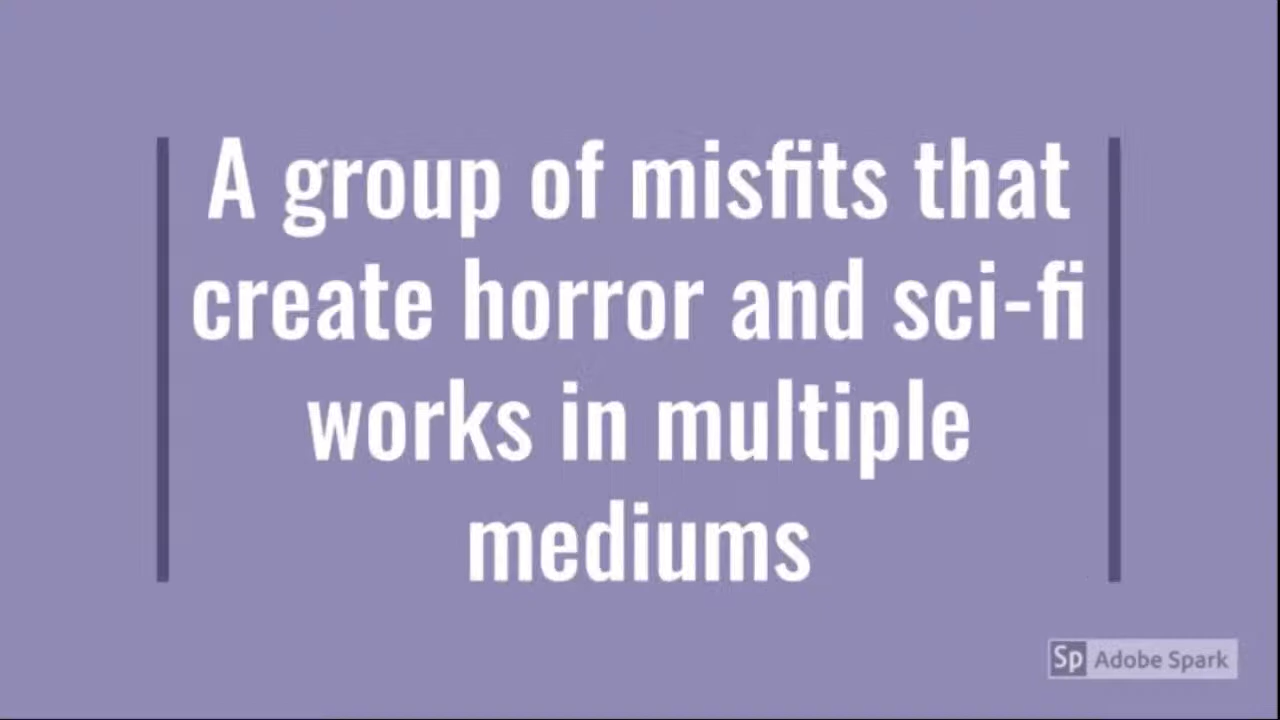 A group of misfits that
create horror and sci-fi
works in multiple
mediums
Sp Adobe Spark